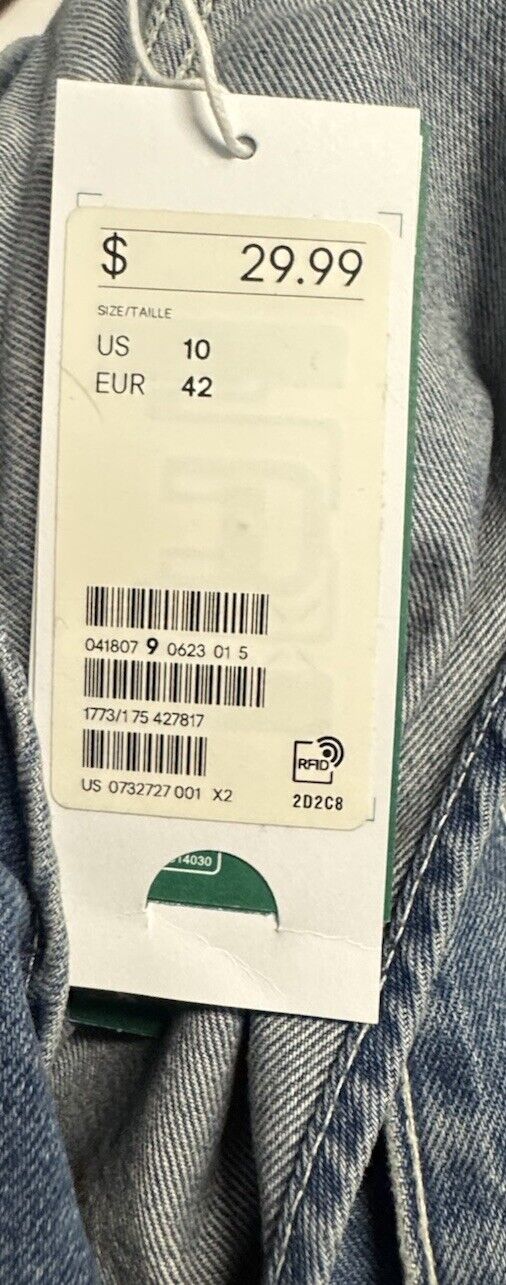 $ 29.99
SIZE/TAILLE
US 10
EUR 42
041807 9 0623 01 5
1773/1 75 427817
RFID
US 0732727 001 X2
2D2C8
14030